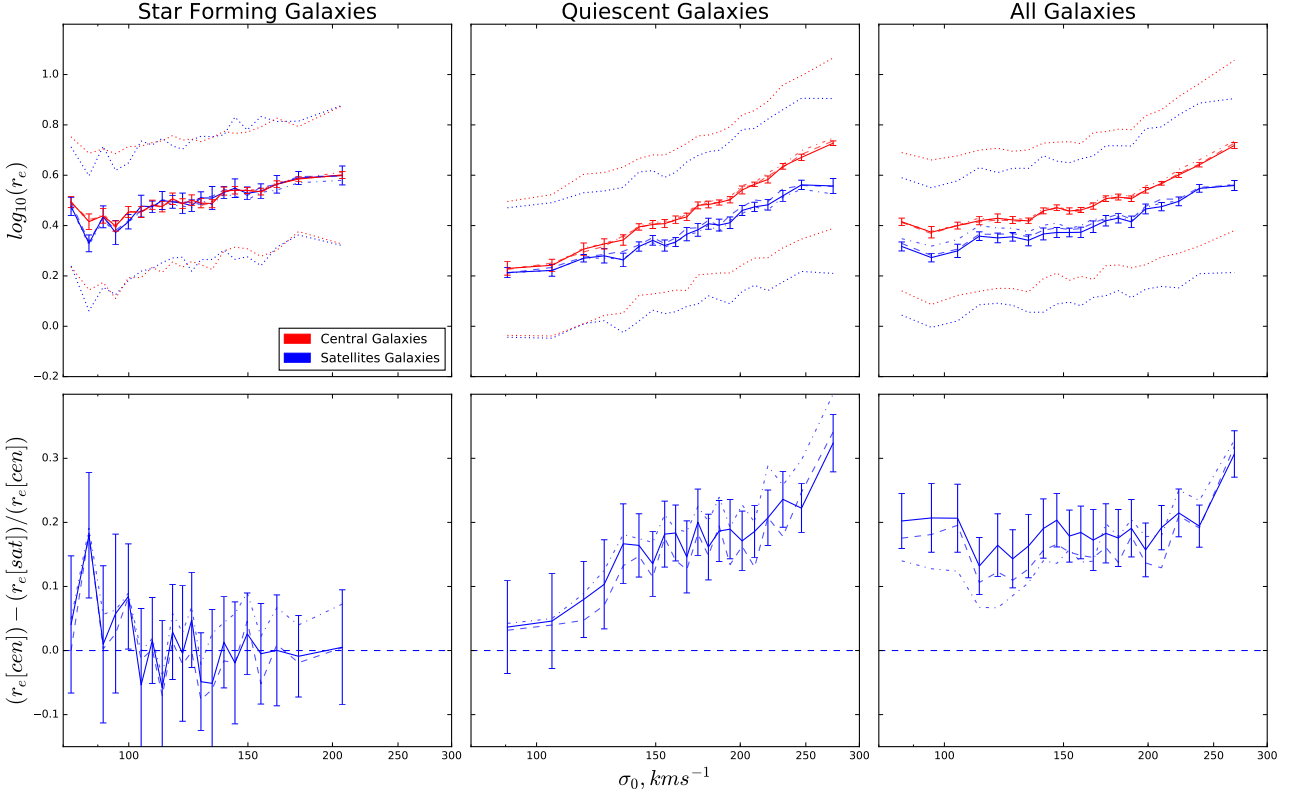 Star Forming Galaxies
Quiescent Galaxies
All Galaxies
1.0
0.8
0.6
0.4
0.2
0.0
−0.2
log₁₀(rₑ)
Central Galaxies
Satellites Galaxies
0.3
0.2
0.1
0.0
−0.1
(rₑ[cen]) − (rₑ[sat])/(rₑ[cen])
100 150 200 250 300
100 150 200 250 300
100 150 200 250 300
σ₀, kms⁻¹